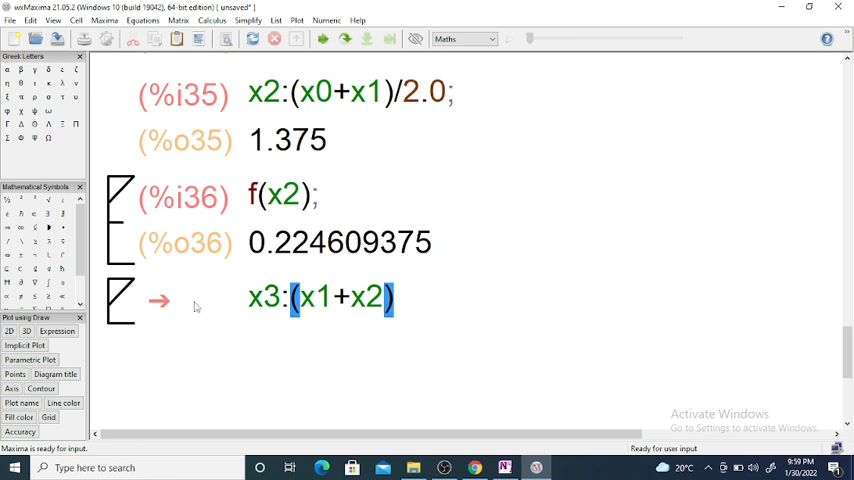 wxMaxima 21.05.2 (Windows 10 (build 19042), 64-bit edition) [ unsaved* ]
File Edit View Cell Maxima Equations Matrix Calculus Simplify List Plot Numeric Help
Maths
Greek Letters
α β γ δ ε ζ
η θ ι κ λ ν
ξ π ρ σ τ υ
φ χ ψ ω
Γ Δ Θ Λ Ξ Π
Σ Φ Ψ Ω
Mathematical Symbols
Plot using Draw
2D 3D Expression
Implicit Plot
Parametric Plot
Points Diagram title
Axis Contour
Plot name Line color
Fill color Grid
Accuracy
(%i35) x2:(x0+x1)/2.0;
(%o35) 1.375
(%i36) f(x2);
(%o36) 0.224609375
x3:(x1+x2)
Activate Windows
Go to Settings to activate Windows.
Maxima is ready for input.
Ready for user input
Type here to search
20°C
9:59 PM
1/30/2022